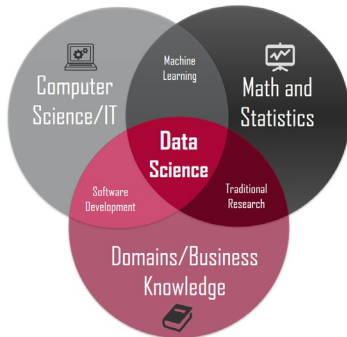 Machine
Learning
Computer
Science/IT
Math and
Statistics
Data
Science
Software
Development
Traditional
Research
Domains/Business
Knowledge